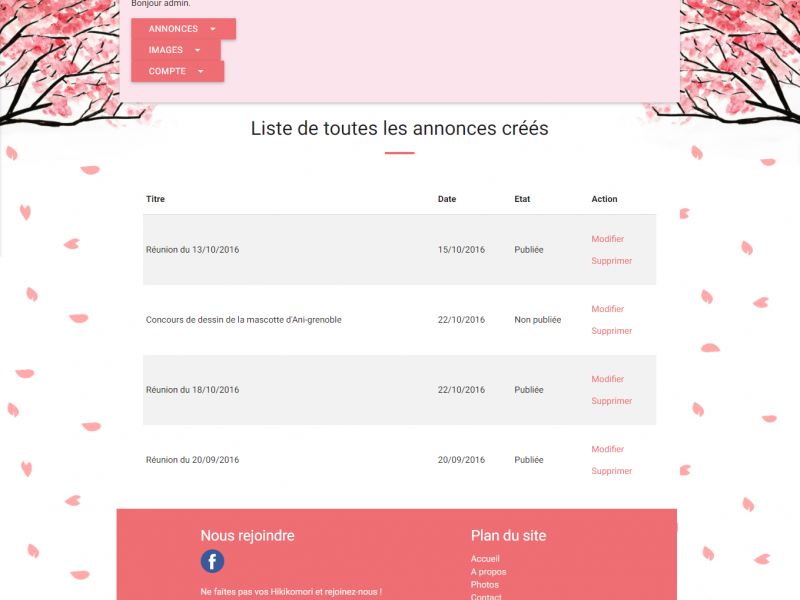 Bonjour admin.
ANNONCES
IMAGES
COMPTE
Liste de toutes les annonces créés
Titre Date Etat Action
Réunion du 13/10/2016 15/10/2016 Publiée Modifier
Supprimer
Concours de dessin de la mascotte d'Ani-grenoble 22/10/2016 Non publiée Modifier
Supprimer
Réunion du 18/10/2016 22/10/2016 Publiée Modifier
Supprimer
Réunion du 20/09/2016 20/09/2016 Publiée Modifier
Supprimer
Nous rejoindre
Ne faites pas vos Hikikomori et rejoinez-nous !
Plan du site
Accueil
A propos
Photos
Contact